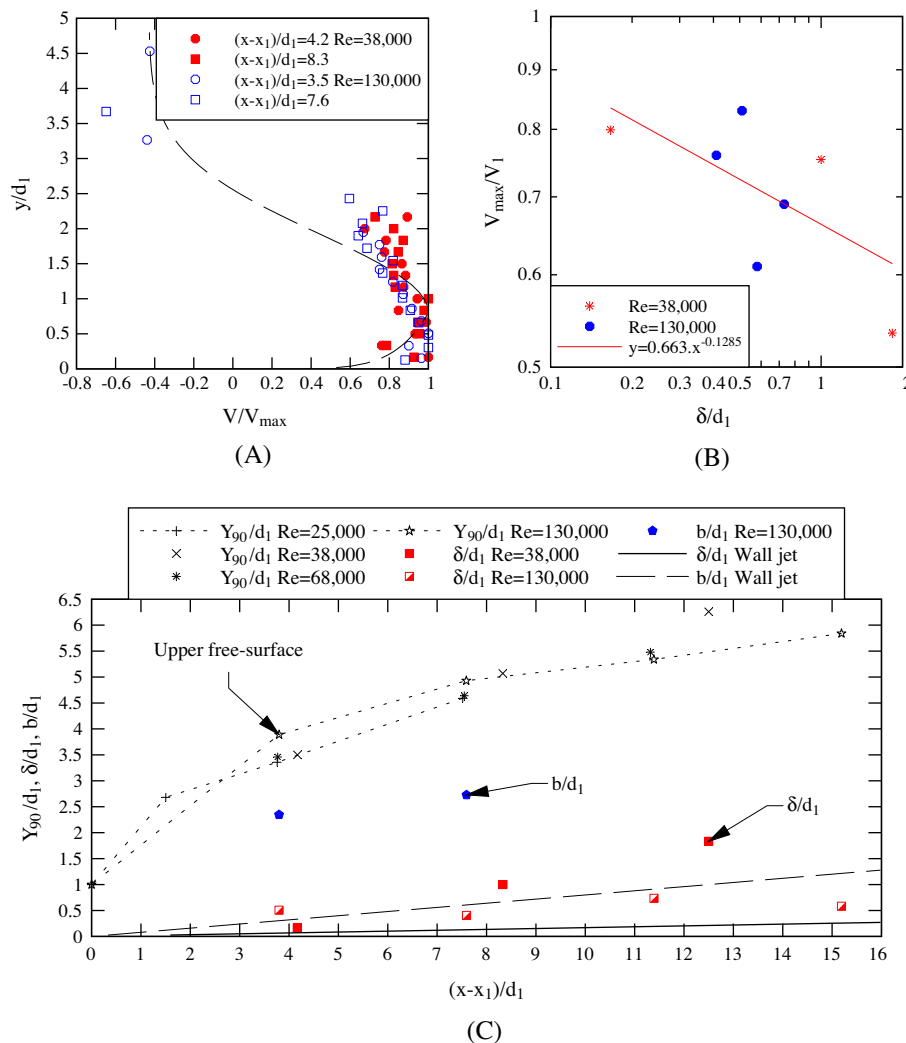 5
4.5
4
3.5
3
2.5
2
1.5
1
0.5
0
y/d1
(x-x1)/d1=4.2 Re=38,000
(x-x1)/d1=8.3
(x-x1)/d1=3.5 Re=130,000
(x-x1)/d1=7.6
-0.8 -0.6 -0.4 -0.2 0 0.2 0.4 0.6 0.8 1
V/Vmax
(A)
1
0.9
0.8
0.7
0.6
0.5
Vmax/V1
Re=38,000
Re=130,000
y=0.663.x-0.1285
0.1 0.2 0.3 0.4 0.5 0.7 1 2
δ/d1
(B)
Y90/d1 Re=25,000
Y90/d1 Re=38,000
Y90/d1 Re=68,000
Y90/d1 Re=130,000
δ/d1 Re=38,000
δ/d1 Re=130,000
b/d1 Re=130,000
δ/d1 Wall jet
b/d1 Wall jet
6.5
6
5.5
5
4.5
4
3.5
3
2.5
2
1.5
1
0.5
0
Y90/d1, δ/d1, b/d1
Upper free-surface
b/d1
δ/d1
0 1 2 3 4 5 6 7 8 9 10 11 12 13 14 15 16
(x-x1)/d1
(C)